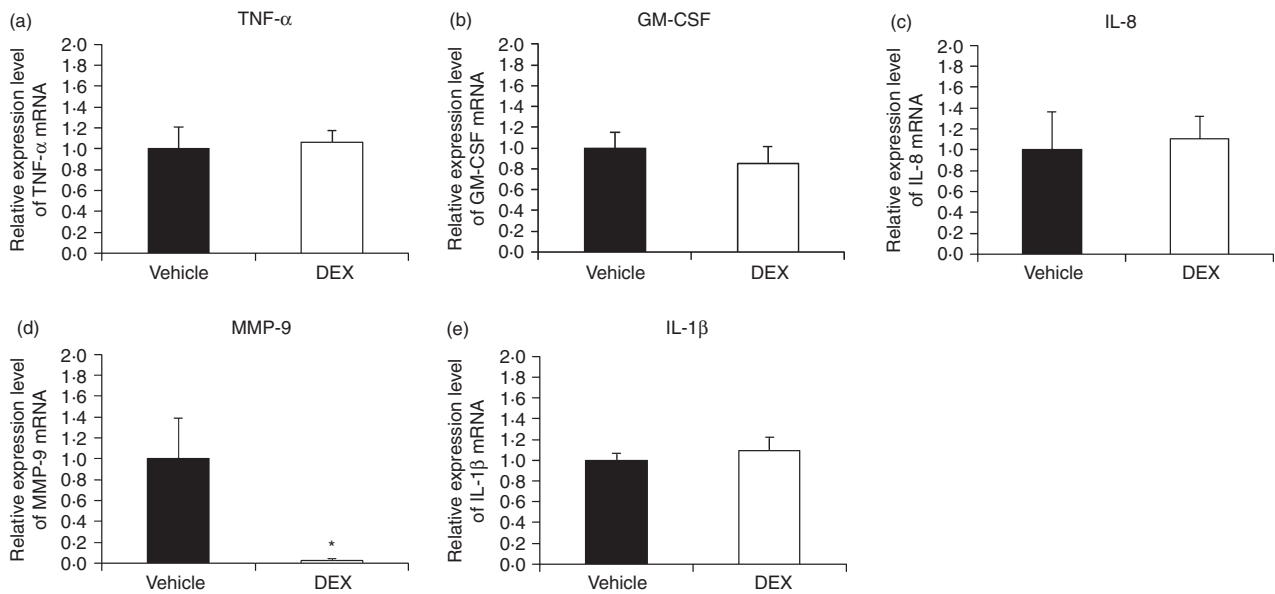 (a)
TNF-α
Relative expression level
of TNF-α mRNA
2·0
1·8
1·6
1·4
1·2
1·0
0·8
0·6
0·4
0·2
0·0
Vehicle
DEX
(b)
GM-CSF
Relative expression level
of GM-CSF mRNA
2·0
1·8
1·6
1·4
1·2
1·0
0·8
0·6
0·4
0·2
0·0
Vehicle
DEX
(c)
IL-8
Relative expression level
of IL-8 mRNA
2·0
1·8
1·6
1·4
1·2
1·0
0·8
0·6
0·4
0·2
0·0
Vehicle
DEX
(d)
MMP-9
Relative expression level
of MMP-9 mRNA
2·0
1·8
1·6
1·4
1·2
1·0
0·8
0·6
0·4
0·2
0·0
*
Vehicle
DEX
(e)
IL-1β
Relative expression level
of IL-1β mRNA
2·0
1·8
1·6
1·4
1·2
1·0
0·8
0·6
0·4
0·2
0·0
Vehicle
DEX